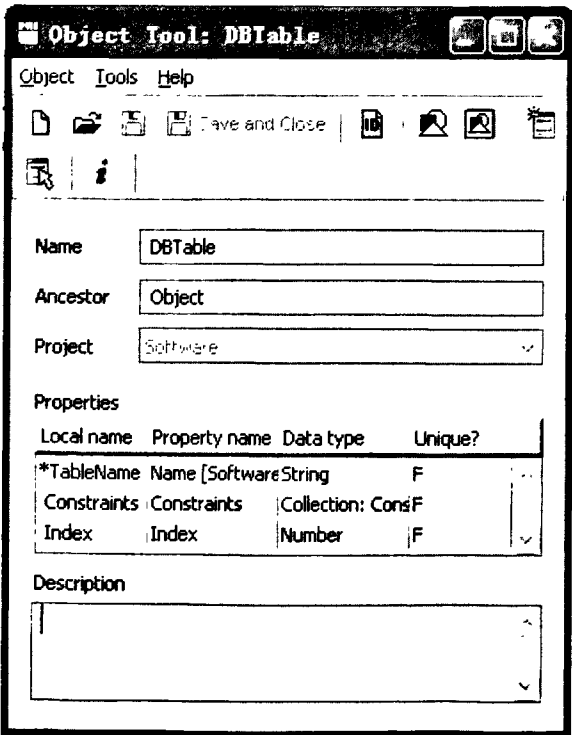 Object Tool: DBTable
Object Tools Help
Save and Close ID
i
Name DBTable
Ancestor Object
Project Software
Properties
Local name Property name Data type Unique?
*TableName Name [Software String F
Constraints Constraints Collection: Cons F
Index Index Number F
Description